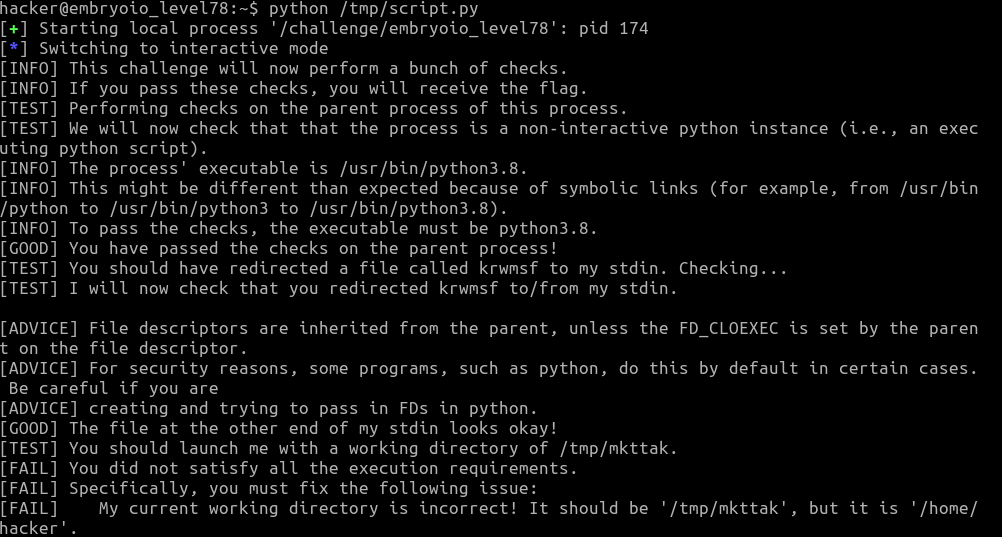 hacker@embryoio_level78:~$ python /tmp/script.py
[+] Starting local process '/challenge/embryoio_level78': pid 174
[*] Switching to interactive mode
[INFO] This challenge will now perform a bunch of checks.
[INFO] If you pass these checks, you will receive the flag.
[TEST] Performing checks on the parent process of this process.
[TEST] We will now check that that the process is a non-interactive python instance (i.e., an exec
uting python script).
[INFO] The process' executable is /usr/bin/python3.8.
[INFO] This might be different than expected because of symbolic links (for example, from /usr/bin
/python to /usr/bin/python3 to /usr/bin/python3.8).
[INFO] To pass the checks, the executable must be python3.8.
[GOOD] You have passed the checks on the parent process!
[TEST] You should have redirected a file called krwmsf to my stdin. Checking...
[TEST] I will now check that you redirected krwmsf to/from my stdin.
[ADVICE] File descriptors are inherited from the parent, unless the FD_CLOEXEC is set by the paren
t on the file descriptor.
[ADVICE] For security reasons, some programs, such as python, do this by default in certain cases.
 Be careful if you are
[ADVICE] creating and trying to pass in FDs in python.
[GOOD] The file at the other end of my stdin looks okay!
[TEST] You should launch me with a working directory of /tmp/mkttak.
[FAIL] You did not satisfy all the execution requirements.
[FAIL] Specifically, you must fix the following issue:
[FAIL]    My current working directory is incorrect! It should be '/tmp/mkttak', but it is '/home/
hacker'.